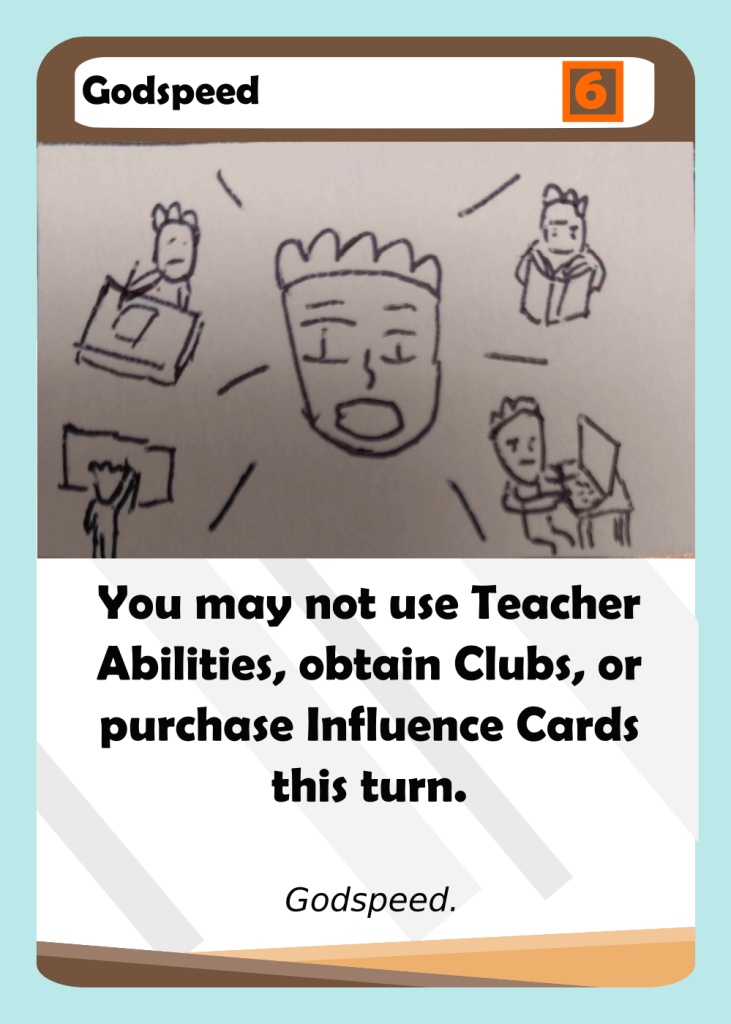 Godspeed
6
You may not use Teacher
Abilities, obtain Clubs, or
purchase Influence Cards
this turn.
Godspeed.